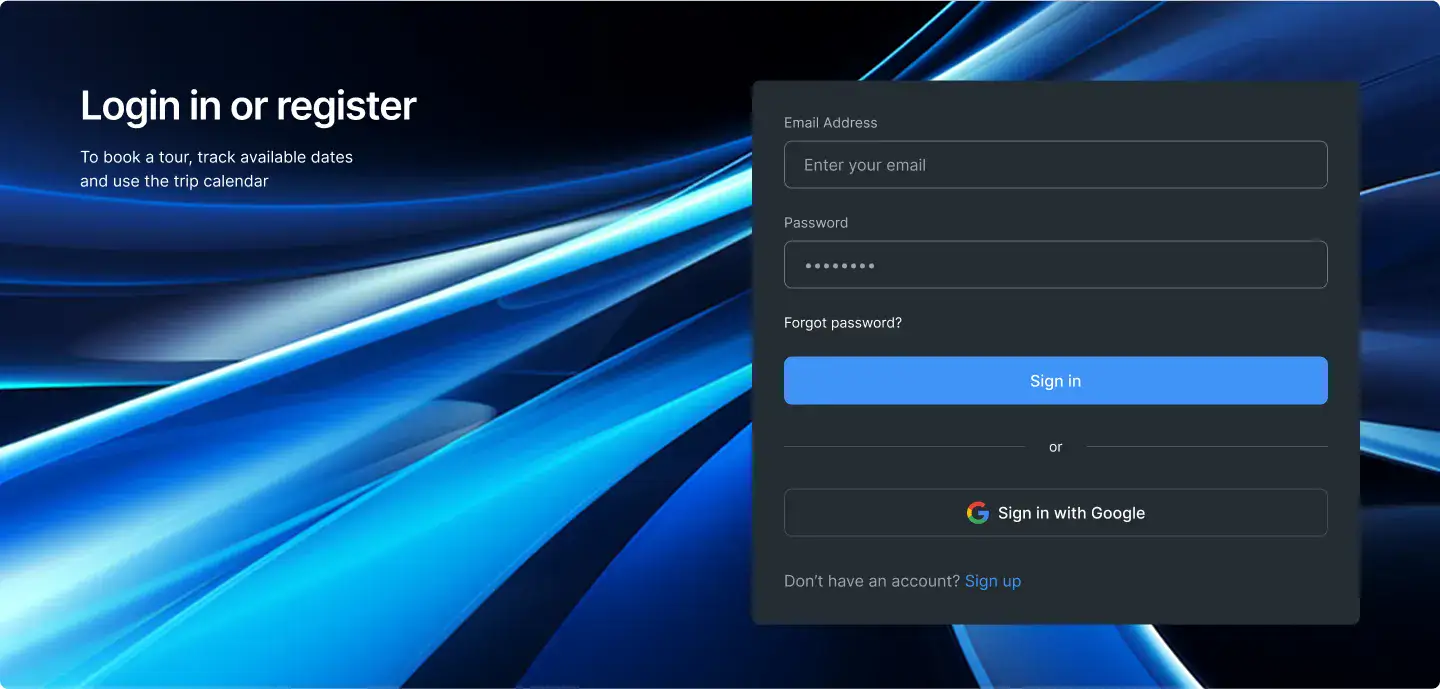 Login in or register
To book a tour, track available dates
and use the trip calendar
Email Address
Enter your email
Password
••••••••
Forgot password?
Sign in
or
Sign in with Google
Don’t have an account? Sign up